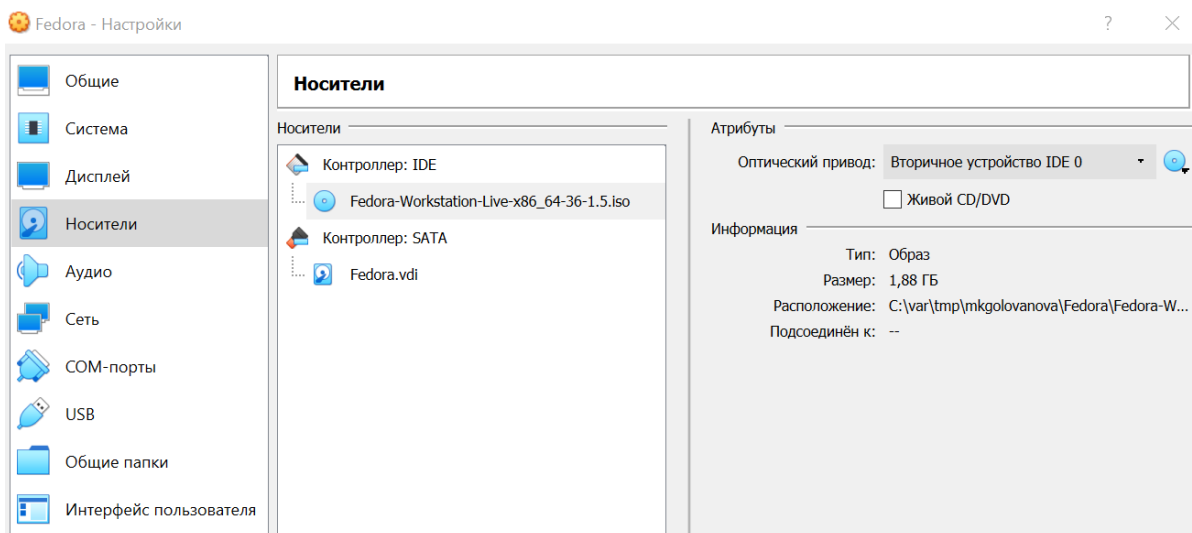 Fedora - Настройки
?
Общие
Система
Дисплей
Носители
Аудио
Сеть
COM-порты
USB
Общие папки
Интерфейс пользователя
Носители
Носители
Контроллер: IDE
Fedora-Workstation-Live-x86_64-36-1.5.iso
Контроллер: SATA
Fedora.vdi
Атрибуты
Оптический привод: Вторичное устройство IDE 0
Живой CD/DVD
Информация
Тип: Образ
Размер: 1,88 ГБ
Расположение: C:\var\tmp\mkgolovanova\Fedora\Fedora-W...
Подсоединён к: --